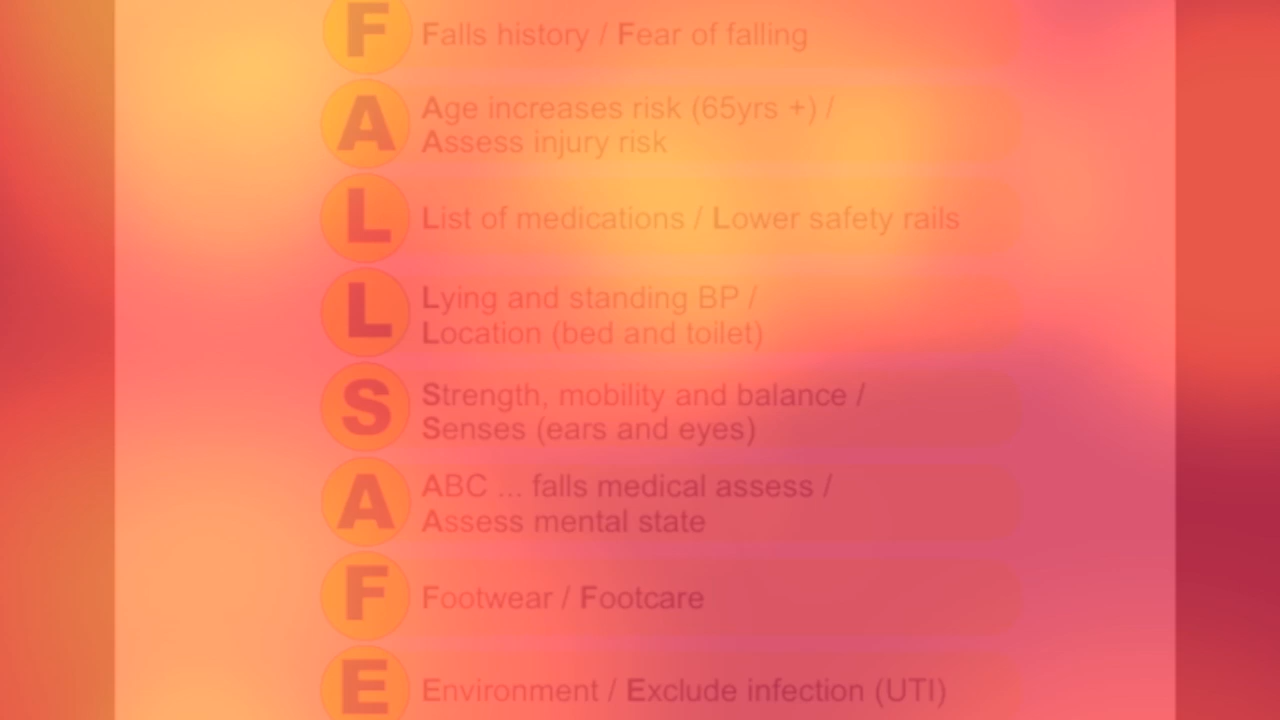 F Falls history / Fear of falling
A Age increases risk (65yrs +) /
Assess injury risk
L List of medications / Lower safety rails
L Lying and standing BP /
Location (bed and toilet)
S Strength, mobility and balance /
Senses (ears and eyes)
A ABC ... falls medical assess /
Assess mental state
F Footwear / Footcare
E Environment / Exclude infection (UTI)